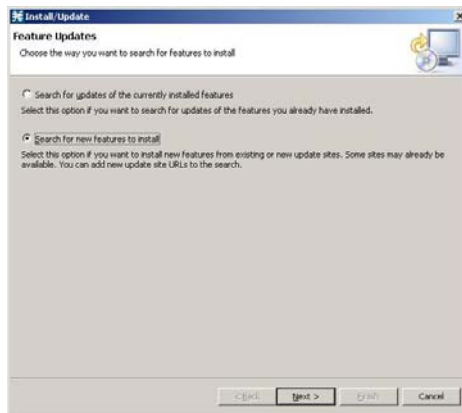 Install/Update
Feature Updates
Choose the way you want to search for features to install
Search for updates of the currently installed features
Select this option if you want to search for updates of the features you already have installed.
Search for new features to install
Select this option if you want to install new features from existing or new update sites. Some sites may already be
available. You can add new update site URLs to the search.
< Back Next > Finish Cancel